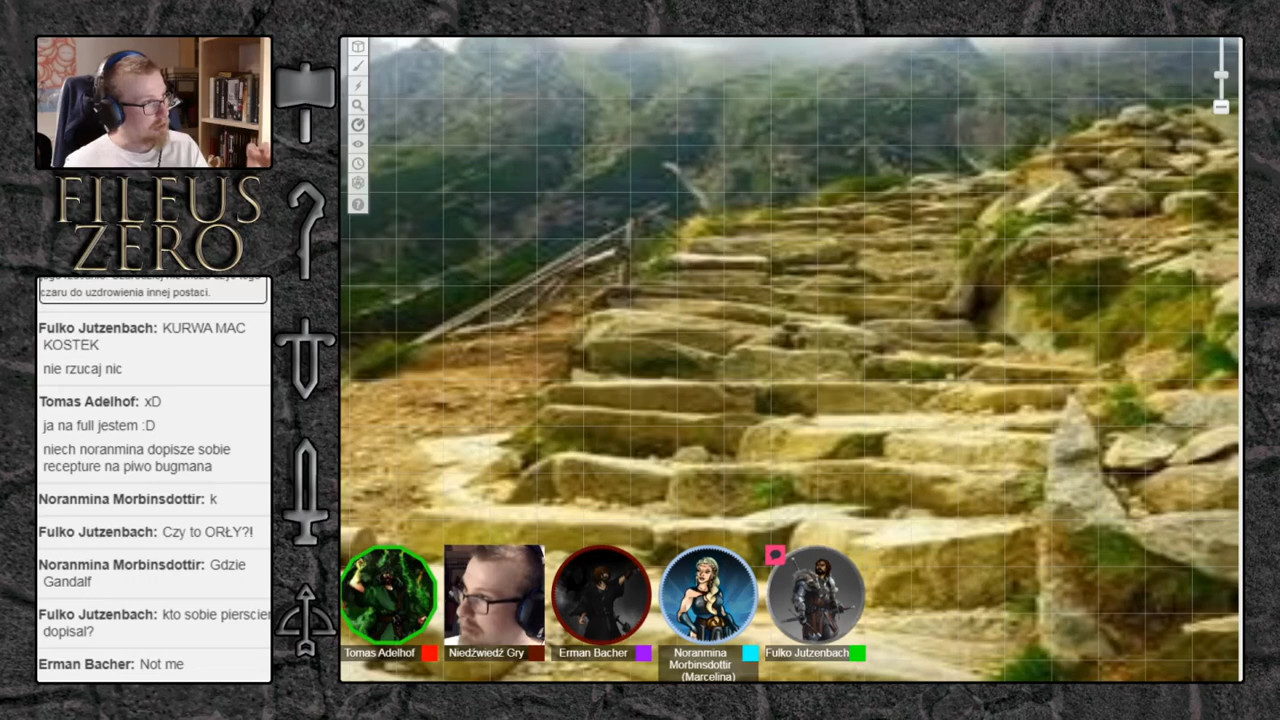 FILEUS
ZERO
czaru do uzdrowienia innej postaci.
Fulko Jutzenbach: KURWA MAC
KOSTEK
nie rzucaj nic
Tomas Adelhof: xD
ja na full jestem :D
niech noranmina dopisze sobie
recepture na piwo bugmana
Noranmina Morbinsdottir: k
Fulko Jutzenbach: Czy to ORŁY?!
Noranmina Morbinsdottir: Gdzie
Gandalf
Fulko Jutzenbach: kto sobie pierscien
dopisal?
Erman Bacher: Not me
Tomas Adelhof
Niedźwiedź Gry
Erman Bacher
Noranmina
Morbinsdottir
(Marcelina)
Fulko Jutzenbach